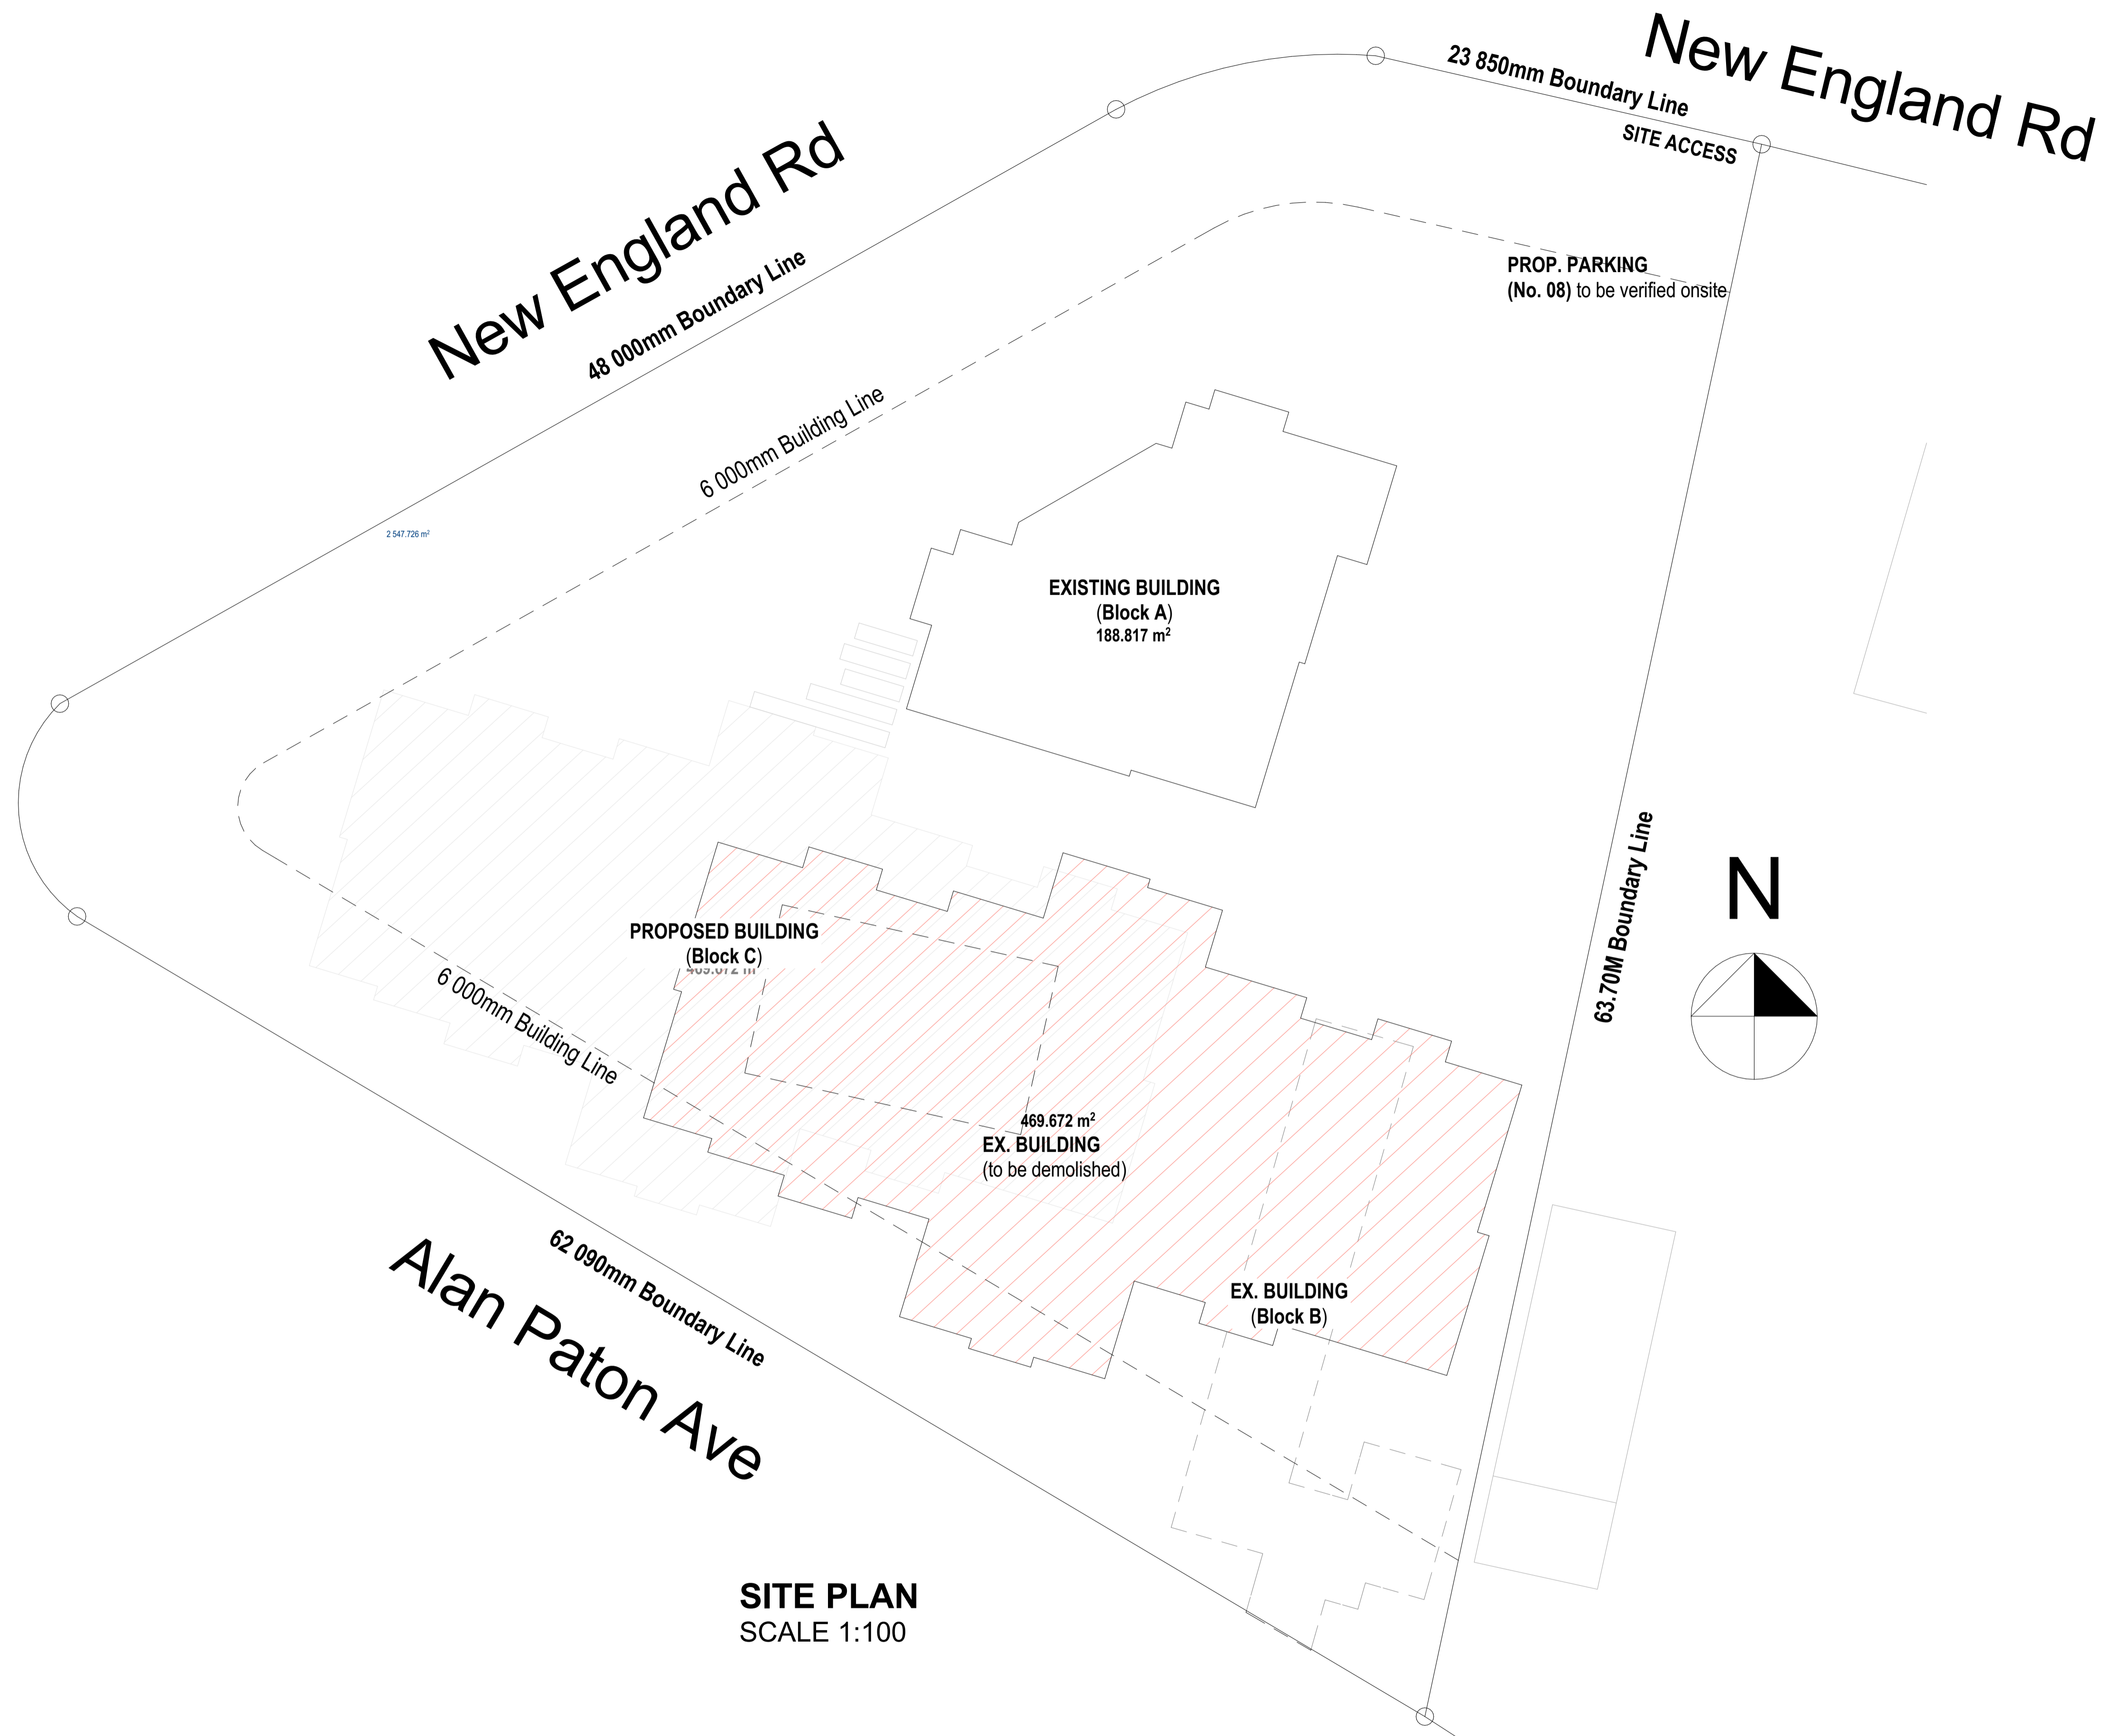 New England Rd
23 850mm Boundary Line
SITE ACCESS
New England Rd
48 000mm Boundary Line
PROP. PARKING
(No. 08) to be verified onsite
6 000mm Building Line
2 547.726 m²
EXISTING BUILDING
(Block A)
188.817 m²
63.70M Boundary Line
N
PROPOSED BUILDING
(Block C)
469.672 m
6 000mm Building Line
469.672 m²
EX. BUILDING
(to be demolished)
EX. BUILDING
(Block B)
62 090mm Boundary Line
Alan Paton Ave
SITE PLAN
SCALE 1:100